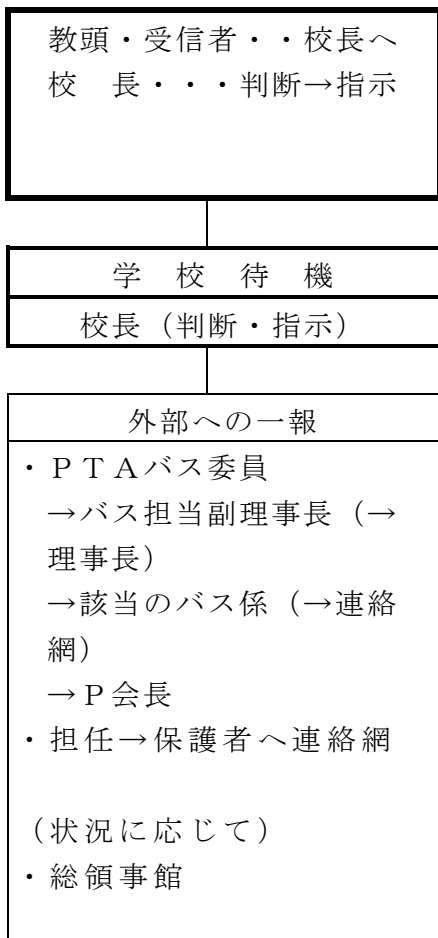 教頭・受信者・・校長へ
校　長・・・判断→指示
学　校　待　機
校長（判断・指示）
外部への一報
・ＰＴＡバス委員
→バス担当副理事長（→
理事長）
→該当のバス係（→連絡
網）
→Ｐ会長
・担任→保護者へ連絡網
（状況に応じて）
・総領事館